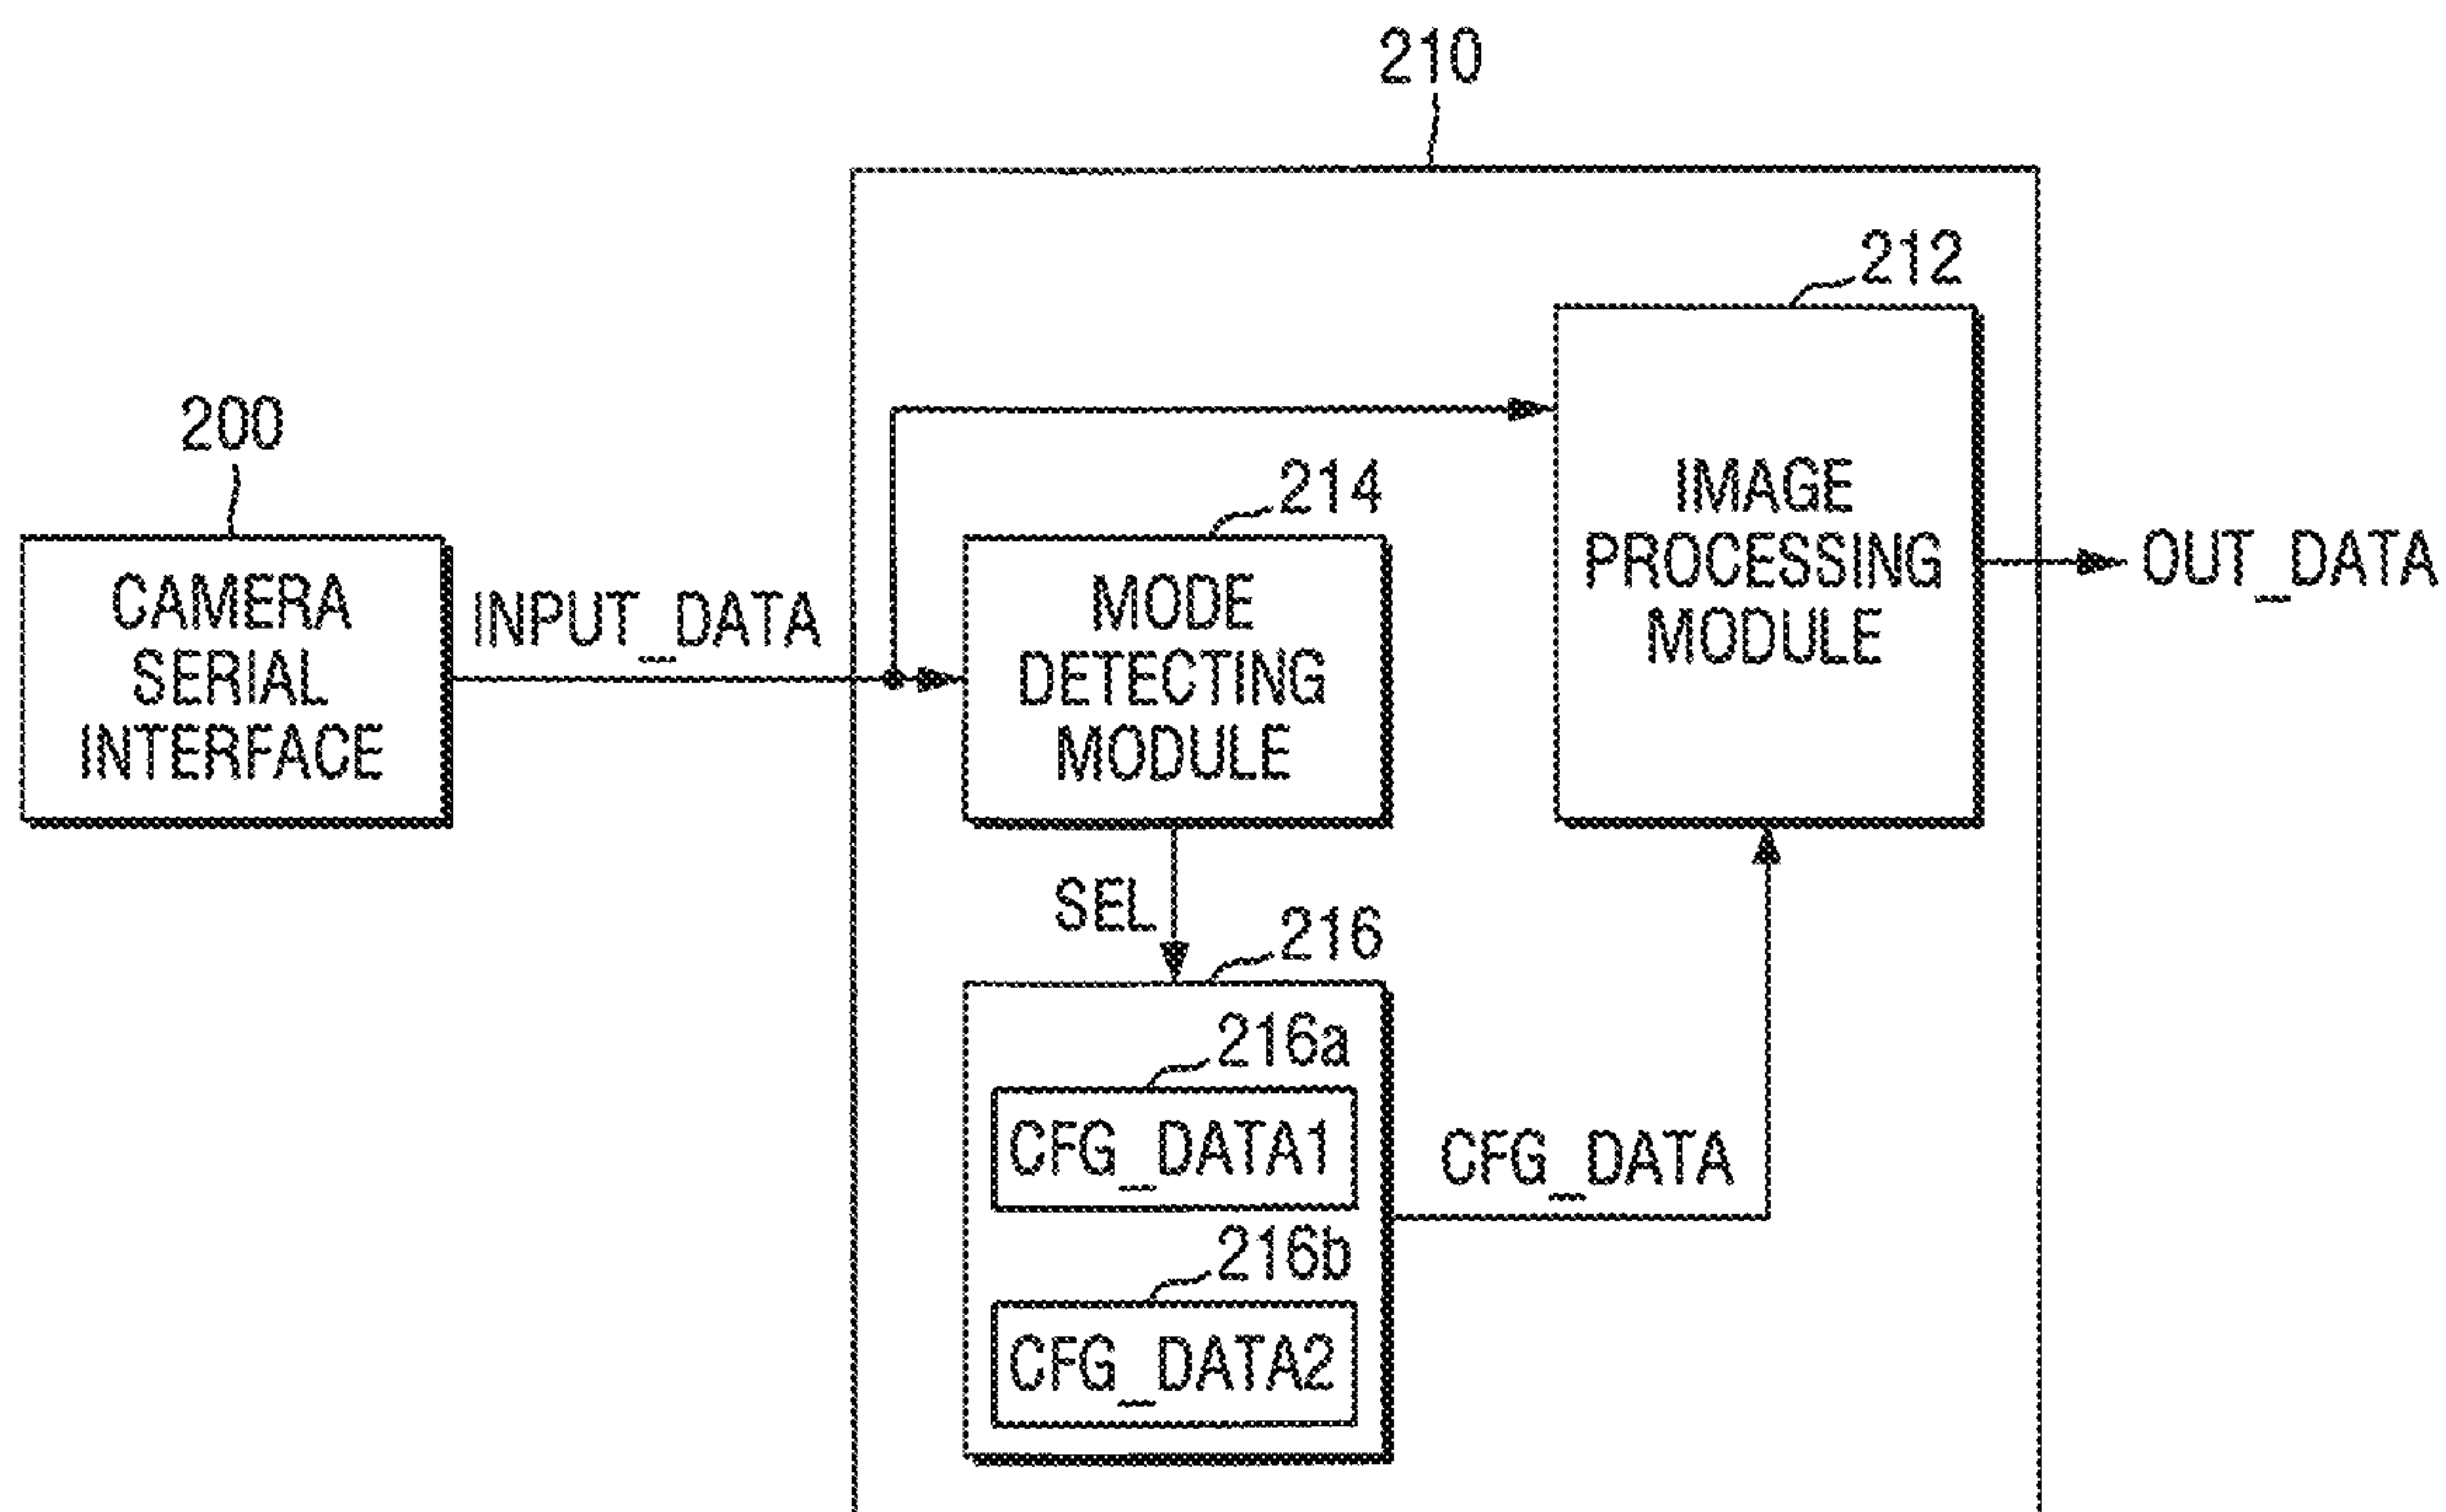 210
212
200
214
CAMERA
SERIAL
INTERFACE
INPUT_DATA
MODE
DETECTING
MODULE
IMAGE
PROCESSING
MODULE
OUT_DATA
SEL
216
216a
CFG_DATA1
CFG_DATA
216b
CFG_DATA2